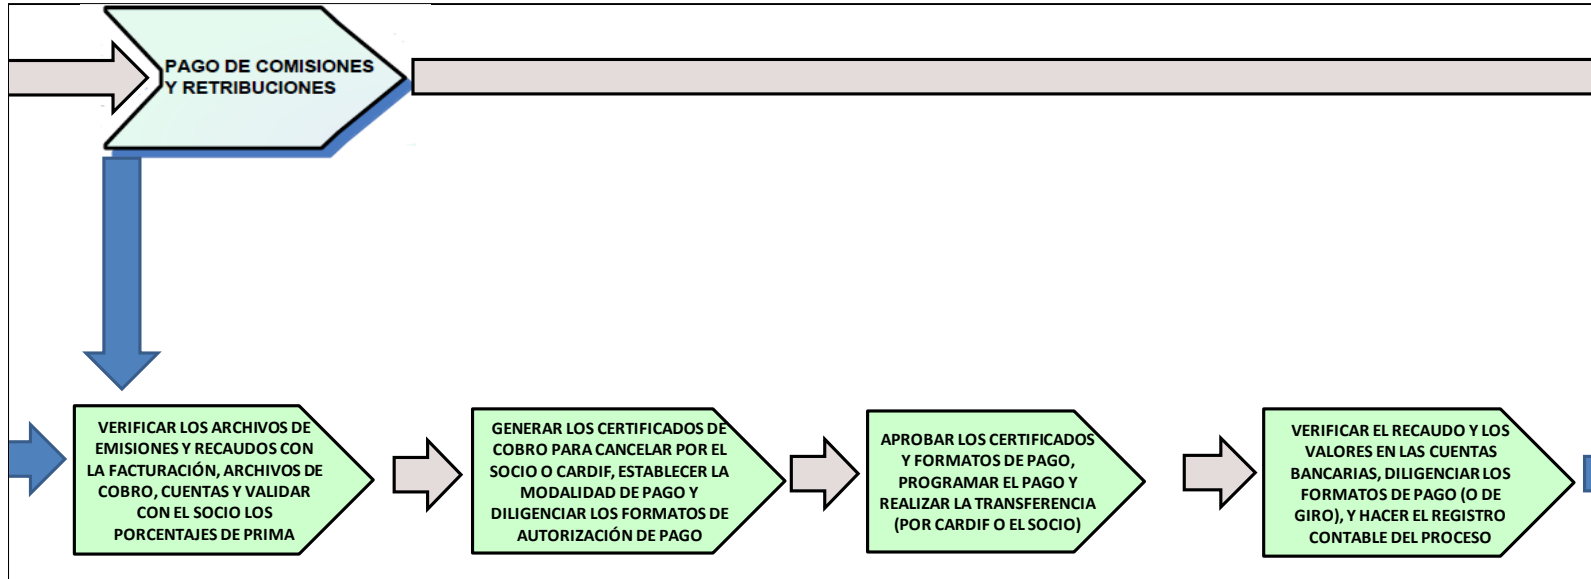 PAGO DE COMISIONES
Y RETRIBUCIONES
VERIFICAR LOS ARCHIVOS DE
EMISIONES Y RECAUDOS CON
LA FACTURACIÓN, ARCHIVOS DE
COBRO, CUENTAS Y VALIDAR
CON EL SOCIO LOS
PORCENTAJES DE PRIMA
GENERAR LOS CERTIFICADOS DE
COBRO PARA CANCELAR POR EL
SOCIO O CARDIF, ESTABLECER LA
MODALIDAD DE PAGO Y
DILIGENCIAR LOS FORMATOS DE
AUTORIZACIÓN DE PAGO
APROBAR LOS CERTIFICADOS
Y FORMATOS DE PAGO,
PROGRAMAR EL PAGO Y
REALIZAR LA TRANSFERENCIA
(POR CARDIF O EL SOCIO)
VERIFICAR EL RECAUDO Y LOS
VALORES EN LAS CUENTAS
BANCARIAS, DILIGENCIAR LOS
FORMATOS DE PAGO (O DE
GIRO), Y HACER EL REGISTRO
CONTABLE DEL PROCESO